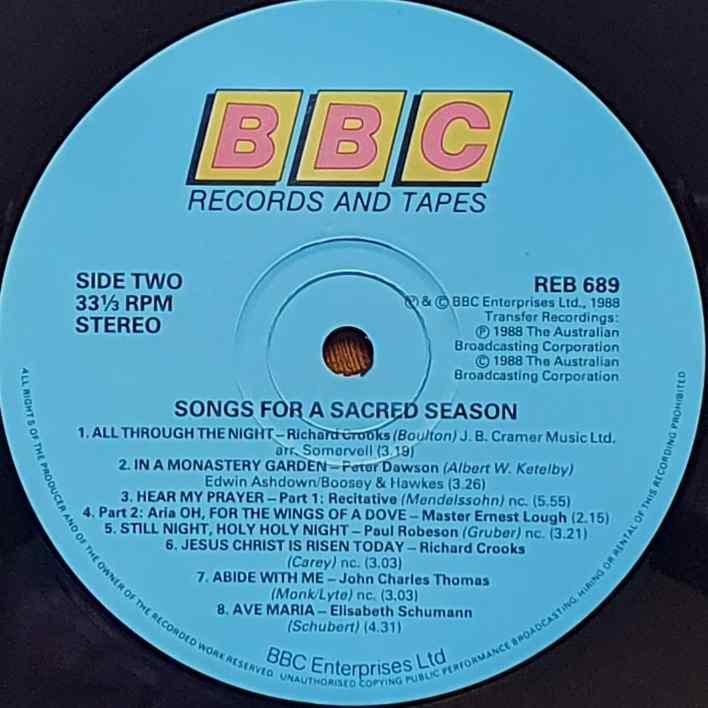 BBC
RECORDS AND TAPES
SIDE TWO
33⅓ RPM
STEREO
REB 689
Ⓟ & © BBC Enterprises Ltd., 1988
Transfer Recordings:
Ⓟ 1988 The Australian
Broadcasting Corporation
© 1988 The Australian
Broadcasting Corporation
SONGS FOR A SACRED SEASON
1. ALL THROUGH THE NIGHT – Richard Crooks (Boulton) J. B. Cramer Music Ltd.
arr. Somervell (3.19)
2. IN A MONASTERY GARDEN – Peter Dawson (Albert W. Ketelby)
Edwin Ashdown/Boosey & Hawkes (3.26)
3. HEAR MY PRAYER – Part 1: Recitative (Mendelssohn) nc. (5.55)
4. Part 2: Aria OH, FOR THE WINGS OF A DOVE – Master Ernest Lough (2.15)
5. STILL NIGHT, HOLY HOLY NIGHT – Paul Robeson (Gruber) nc. (3.21)
6. JESUS CHRIST IS RISEN TODAY – Richard Crooks
(Carey) nc. (3.03)
7. ABIDE WITH ME – John Charles Thomas
(Monk/Lyte) nc. (3.03)
8. AVE MARIA – Elisabeth Schumann
(Schubert) (4.31)
BBC Enterprises Ltd
ALL RIGHTS OF THE PRODUCER AND OF THE OWNER OF THE RECORDED WORK RESERVED. UNAUTHORISED COPYING PUBLIC PERFORMANCE BROADCASTING, HIRING OR RENTAL OF THIS RECORDING PROHIBITED